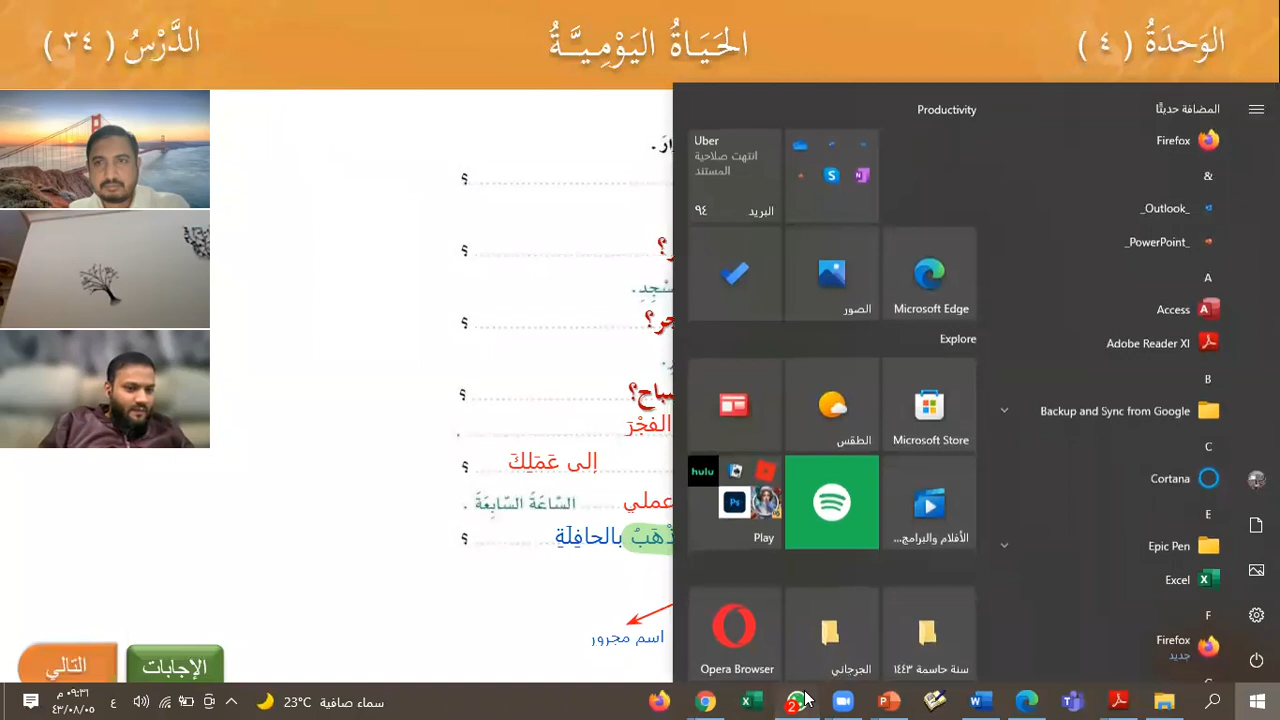 الوَحدَةُ ( ٤ )
الحَيَاةُ اليَوْمِيَّةُ
الدَّرْسُ ( ٣٤ )
؟
؟
؟
؟
الفجْرَ
إلى عَمَلِكَ ؟
عملي السَّاعَةَ السَّابِعَةَ .
بالحافِلَةِ ؟
اسم مجرور
الإجابات
التالي
المضافة حديثًا
Firefox
&
_Outlook_
_PowerPoint_
A
Access
Adobe Reader XI
B
Backup and Sync from Google
C
Cortana
E
Epic Pen
Excel
F
Firefox
جديد
Productivity
Uber
انتهت صلاحية
المستند
البريد ٩٤
Microsoft Edge
الصور
Explore
Microsoft Store
الطقس
hulu
Ps
الأفلام والبرامج...
Play
سنة حاسمة ١٤٤٣
الجرجاني
Opera Browser
2
23°C سماء صافية
٠٩:٣١ م
٤٣/٠٨/٠٥